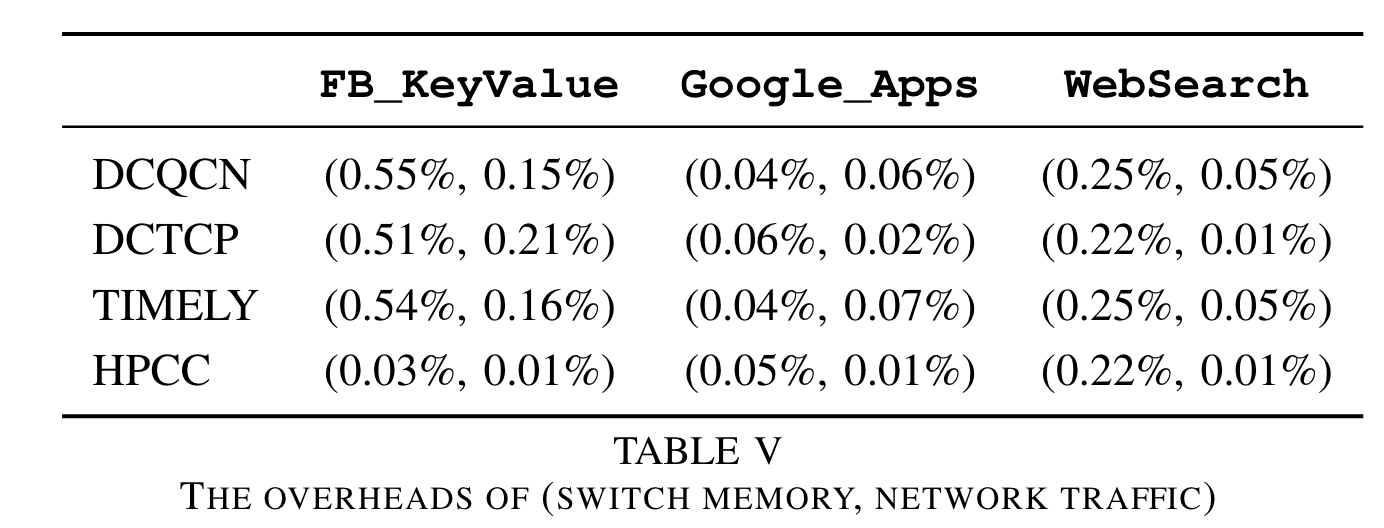 FB_KeyValue Google_Apps WebSearch
DCQCN (0.55%, 0.15%) (0.04%, 0.06%) (0.25%, 0.05%)
DCTCP (0.51%, 0.21%) (0.06%, 0.02%) (0.22%, 0.01%)
TIMELY (0.54%, 0.16%) (0.04%, 0.07%) (0.25%, 0.05%)
HPCC (0.03%, 0.01%) (0.05%, 0.01%) (0.22%, 0.01%)
TABLE V
THE OVERHEADS OF (SWITCH MEMORY, NETWORK TRAFFIC)